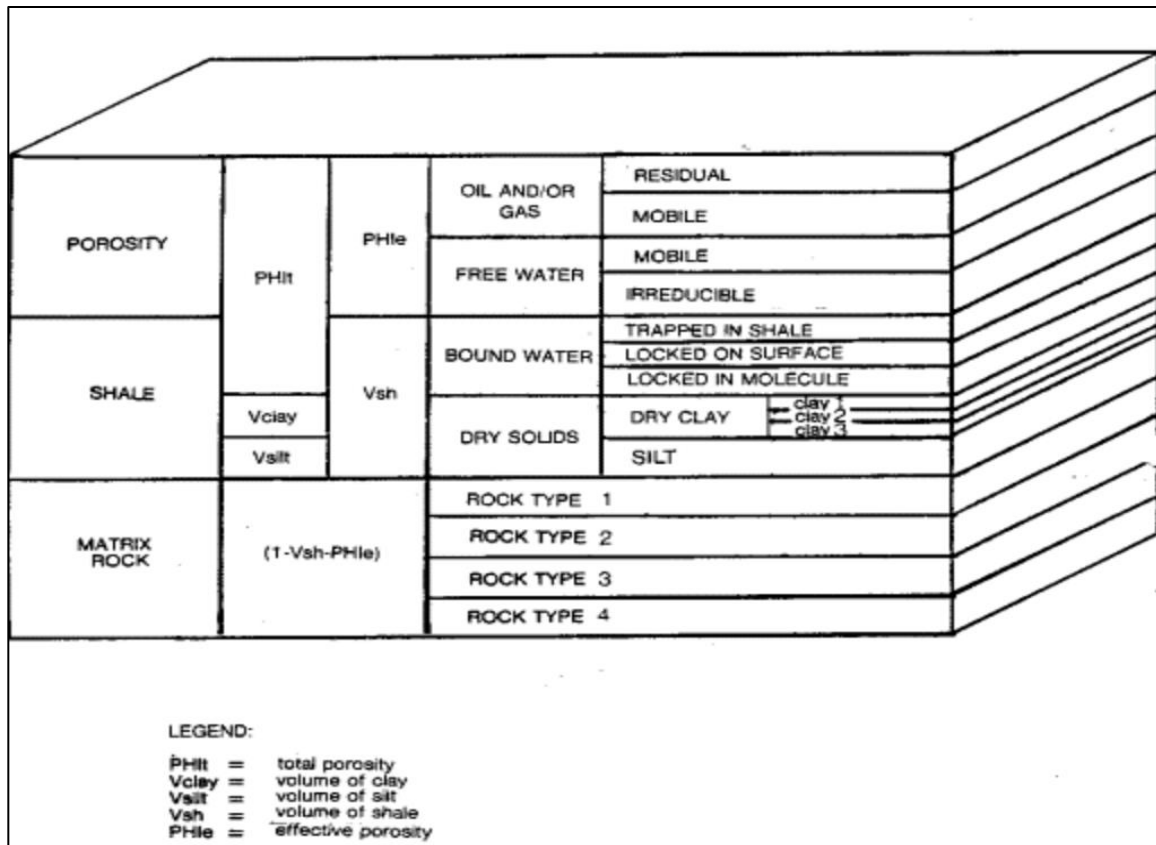 POROSITY
SHALE
MATRIX
ROCK
PHIt
Vclay
Vsilt
(1-Vsh-PHIe)
PHIe
Vsh
OIL AND/OR
GAS
FREE WATER
BOUND WATER
DRY SOLIDS
RESIDUAL
MOBILE
MOBILE
IRREDUCIBLE
TRAPPED IN SHALE
LOCKED ON SURFACE
LOCKED IN MOLECULE
DRY CLAY
clay 1
clay 2
clay 3
SILT
ROCK TYPE 1
ROCK TYPE 2
ROCK TYPE 3
ROCK TYPE 4
LEGEND:
PHIt = total porosity
Vclay = volume of clay
Vsilt = volume of silt
Vsh = volume of shale
PHIe = effective porosity